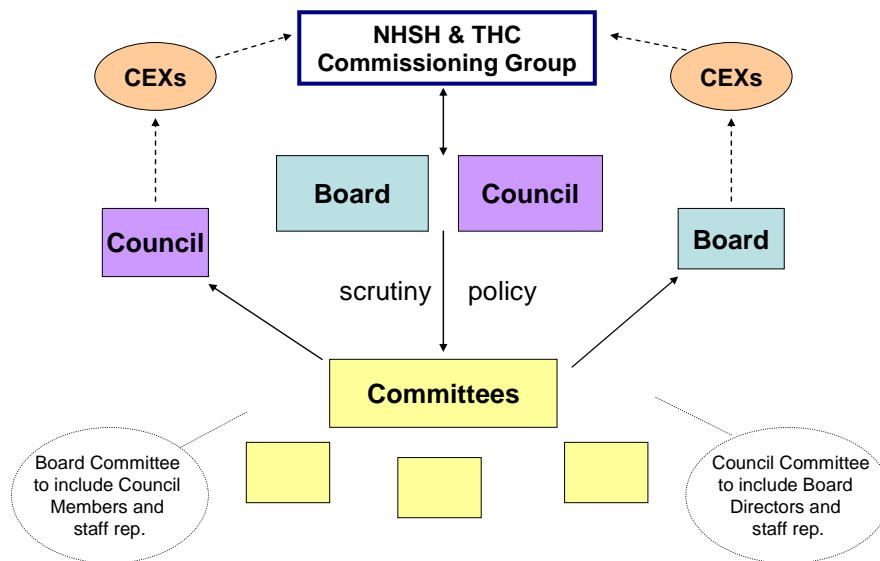 NHSH & THC
Commissioning Group
CEXs
CEXs
Board
Council
Council
Board
scrutiny
policy
Committees
Board Committee
to include Council
Members and
staff rep.
Council Committee
to include Board
Directors and
staff rep.